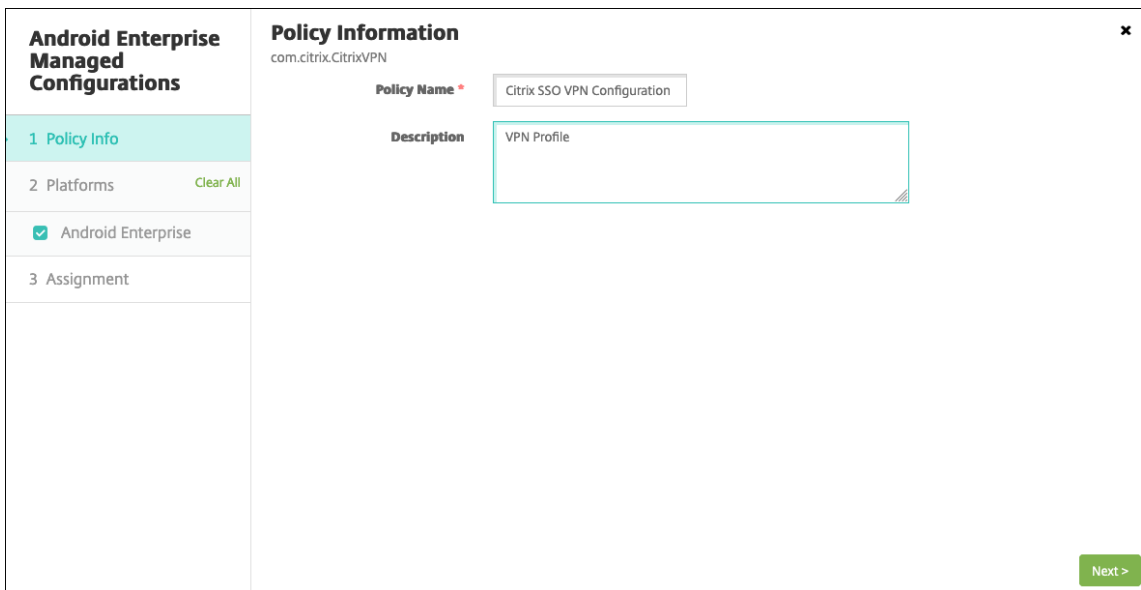 Android Enterprise
Managed
Configurations
1 Policy Info
2 Platforms
Clear All
Android Enterprise
3 Assignment
Policy Information
com.citrix.CitrixVPN
Policy Name *
Citrix SSO VPN Configuration
Description
VPN Profile
Next >